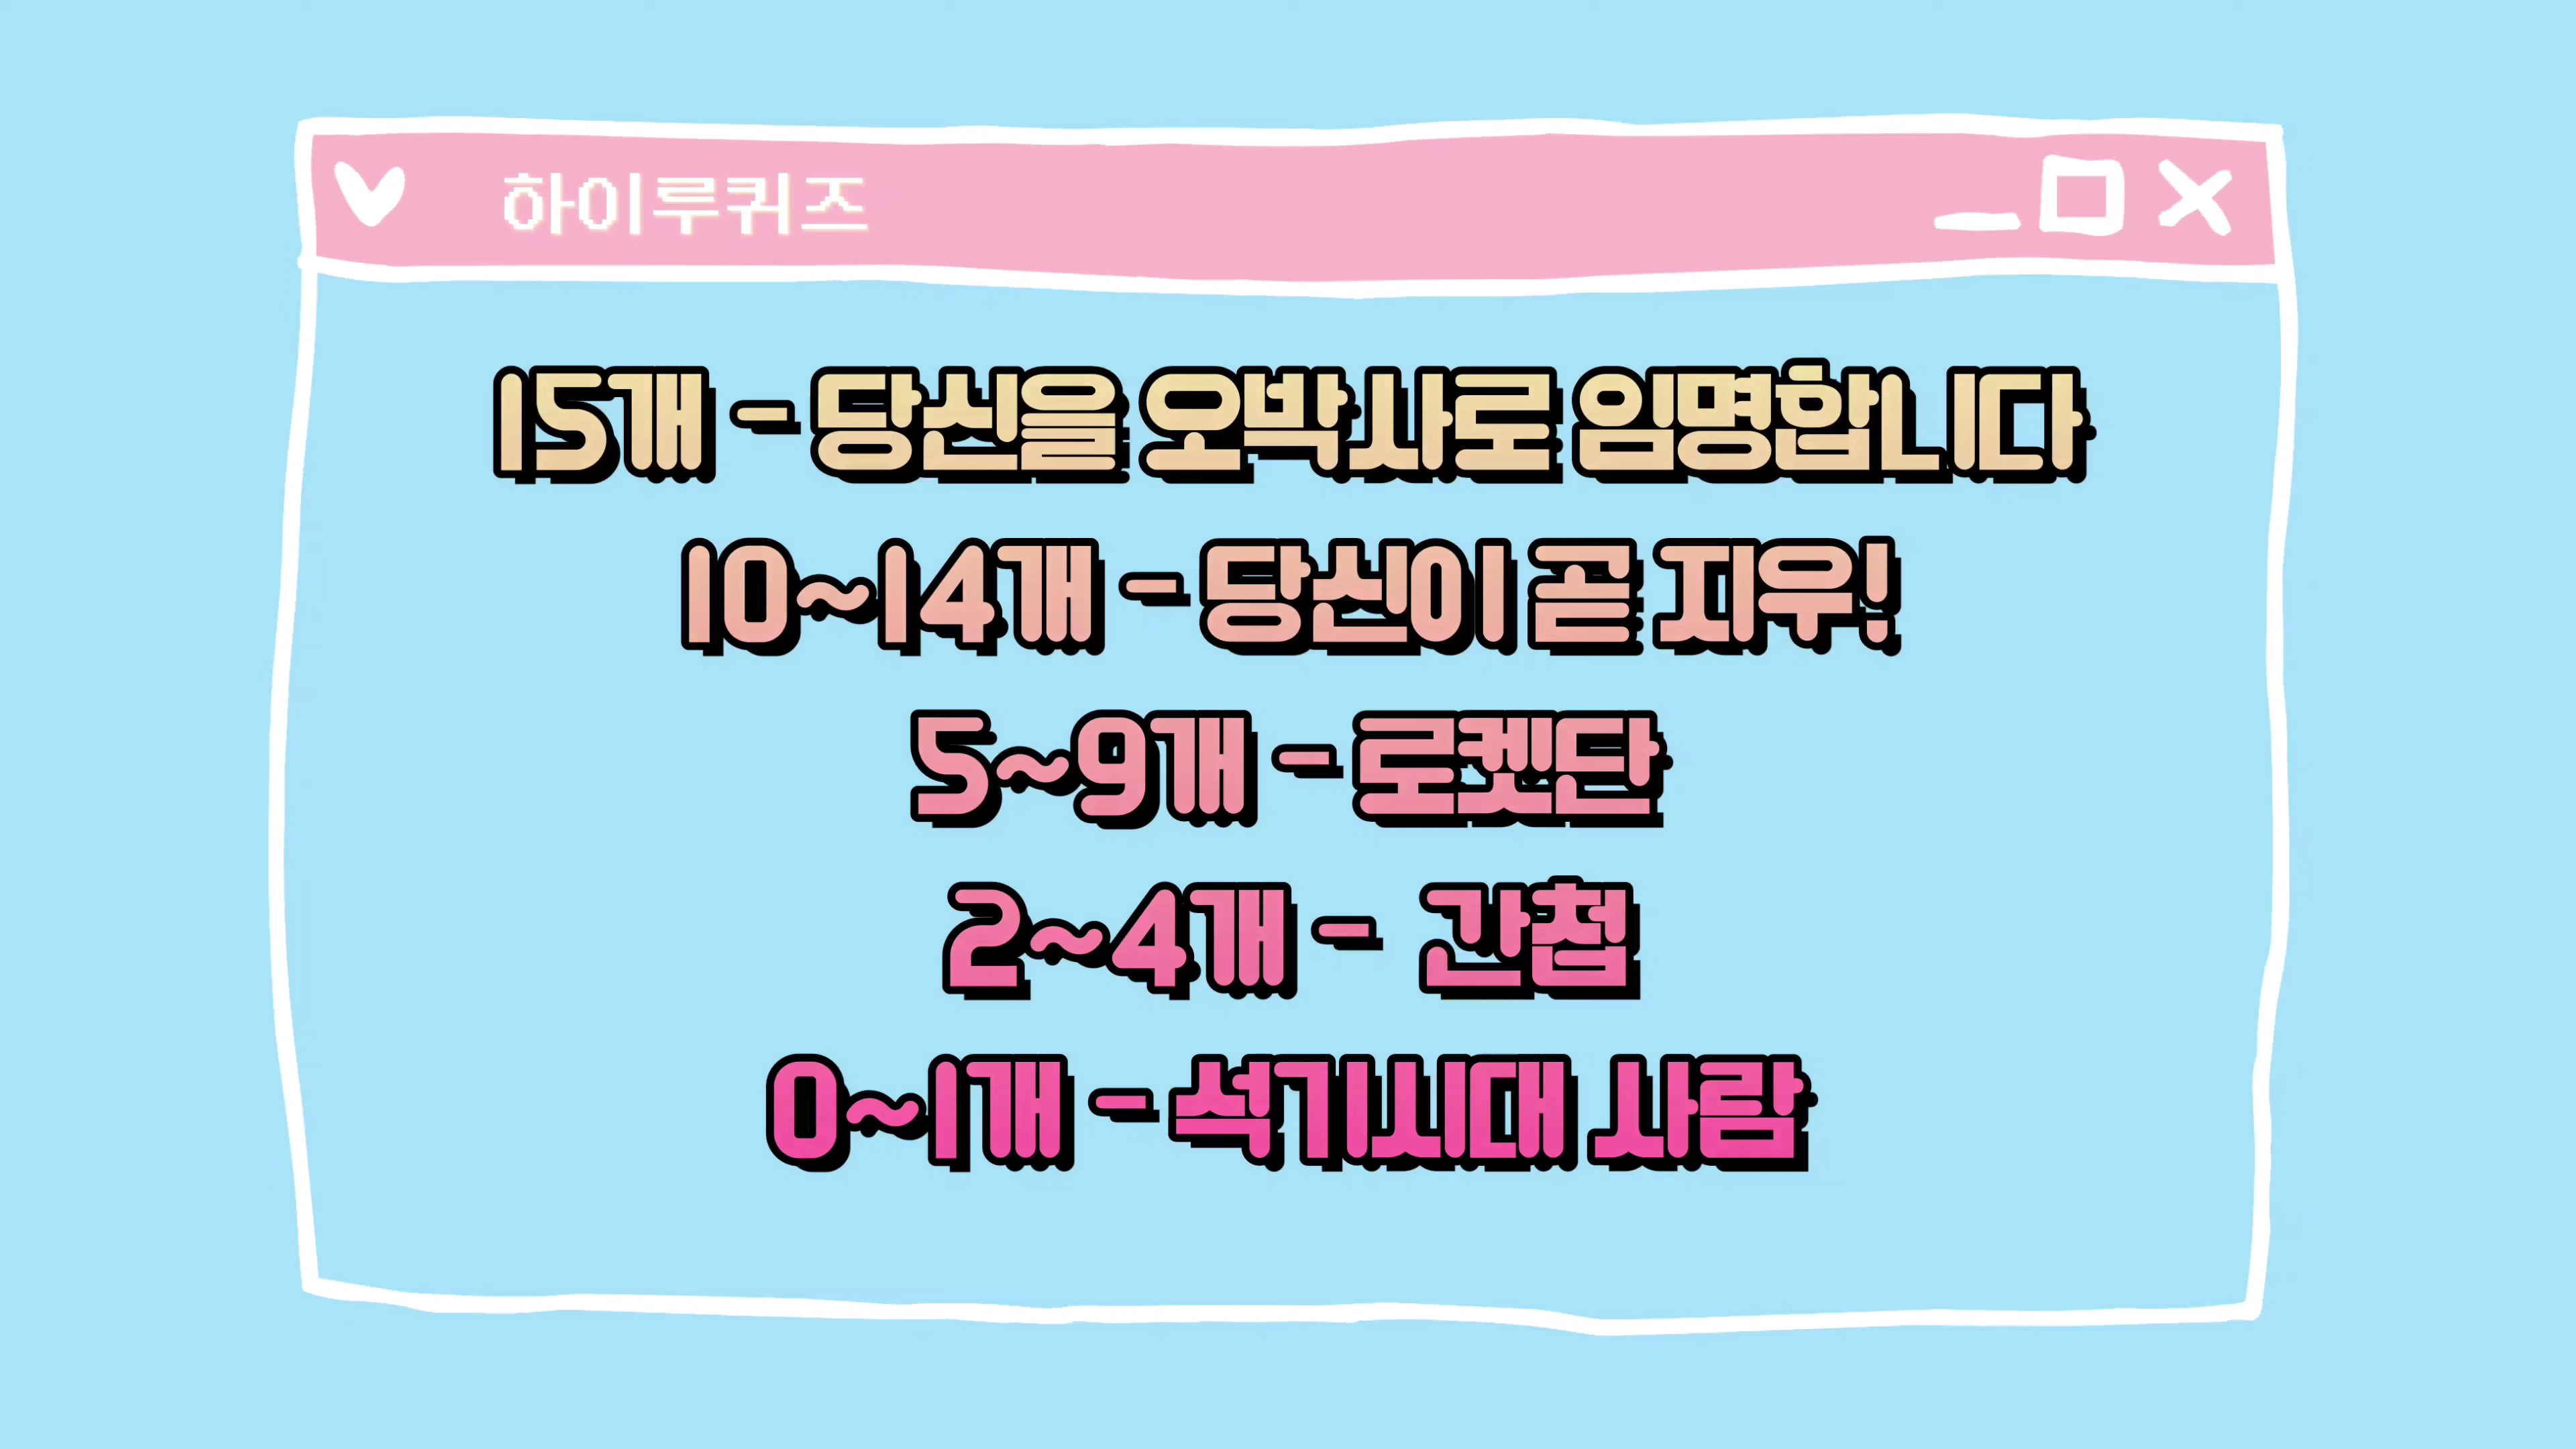 하이루퀴즈
15개 - 당신을 오박사로 임명합니다
10~14개 - 당신이 곧 지우!
5~9개 - 로켓단
2~4개 - 간첩
0~1개 - 석기시대 사람